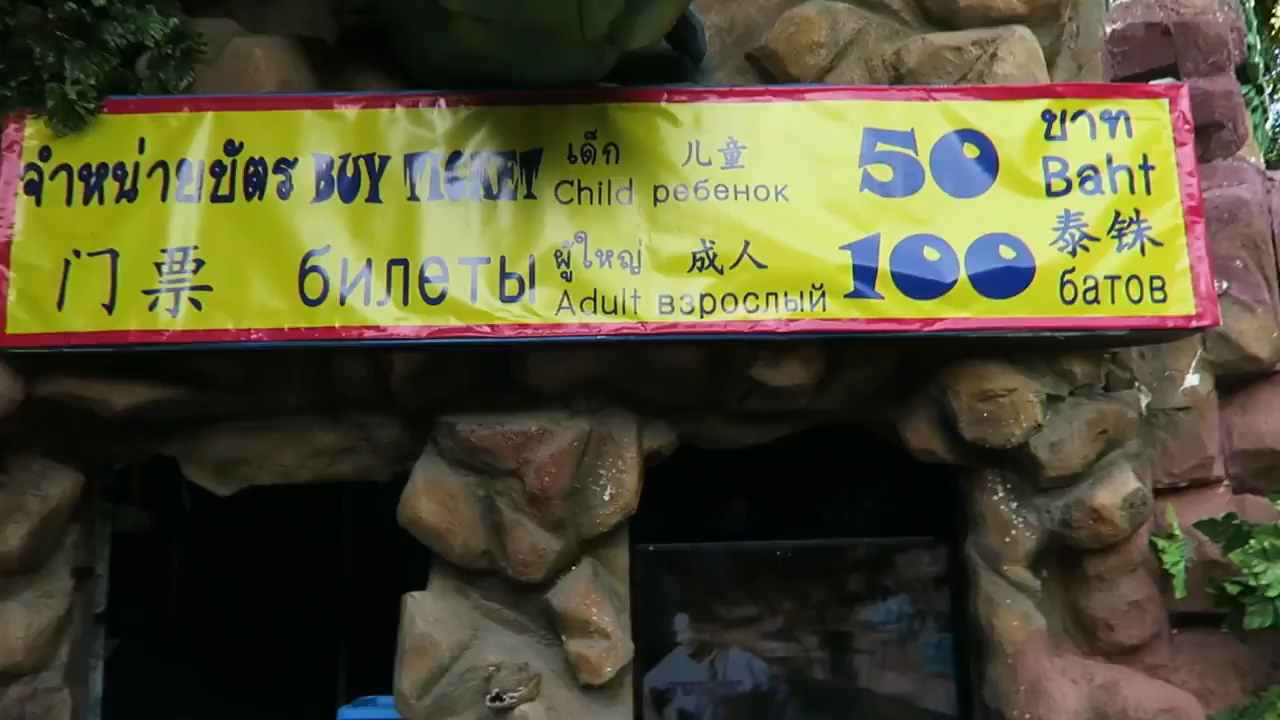 จำหน่ายบัตร BUY TICKET
门票 билеты
เด็ก 儿童 50 บาท
Child ребенок Baht
ผู้ใหญ่ 成人 100 泰铢
Adult взрослый батов